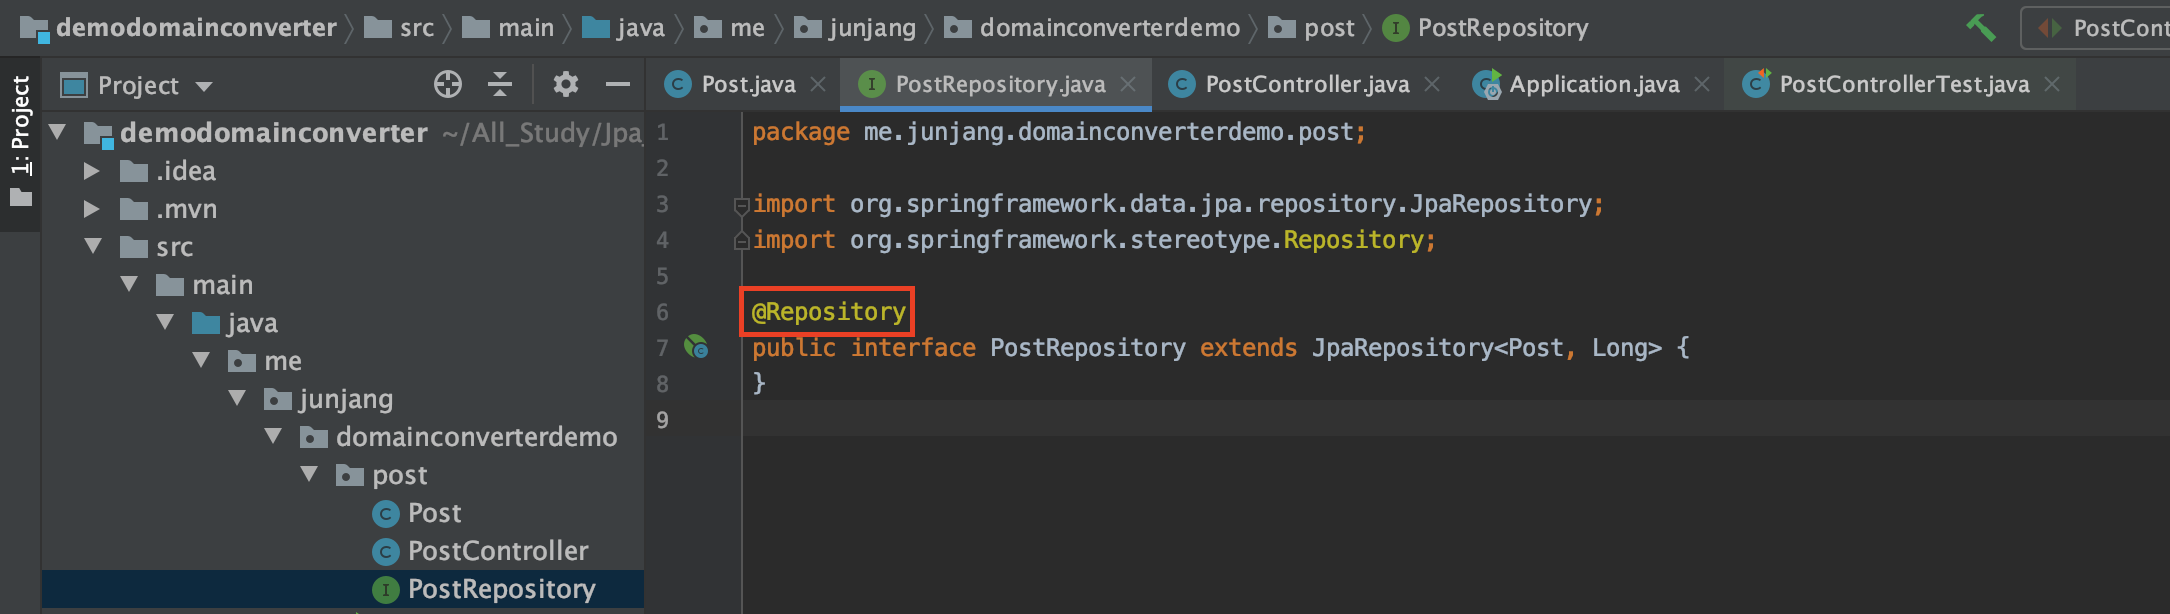 demodomainconverter src main java me junjang domainconverterdemo post PostRepository
1: Project
Project
Post.java PostRepository.java PostController.java Application.java PostControllerTest.java
demodomainconverter ~/All_Study/Jpa
.idea
.mvn
src
main
java
me
junjang
domainconverterdemo
post
Post
PostController
PostRepository
1 package me.junjang.domainconverterdemo.post;
2
3 import org.springframework.data.jpa.repository.JpaRepository;
4 import org.springframework.stereotype.Repository;
5
6 @Repository
7 public interface PostRepository extends JpaRepository<Post, Long> {
8 }
9